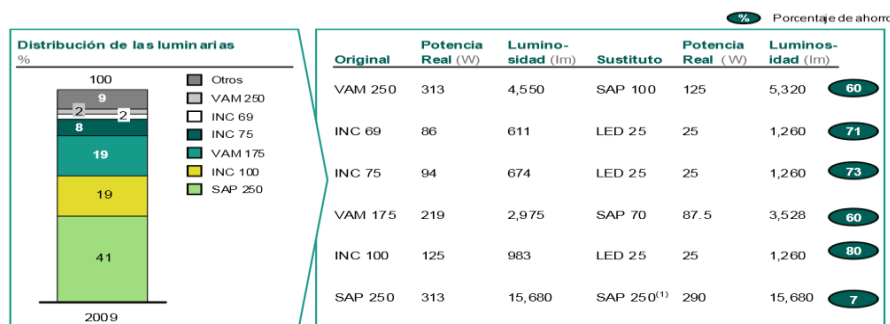 % Porcentaje de ahorro
Distribución de las luminarias
%
100
9
2
2
8
19
19
41
2009
Otros
VAM 250
INC 69
INC 75
VAM 175
INC 100
SAP 250
Original Potencia Real (W) Lumino-sidad (lm) Sustituto Potencia Real (W) Luminos-idad (lm)
VAM 250 313 4,550 SAP 100 125 5,320 60
INC 69 86 611 LED 25 25 1,260 71
INC 75 94 674 LED 25 25 1,260 73
VAM 175 219 2,975 SAP 70 87.5 3,528 60
INC 100 125 983 LED 25 25 1,260 80
SAP 250 313 15,680 SAP 250(1) 290 15,680 7